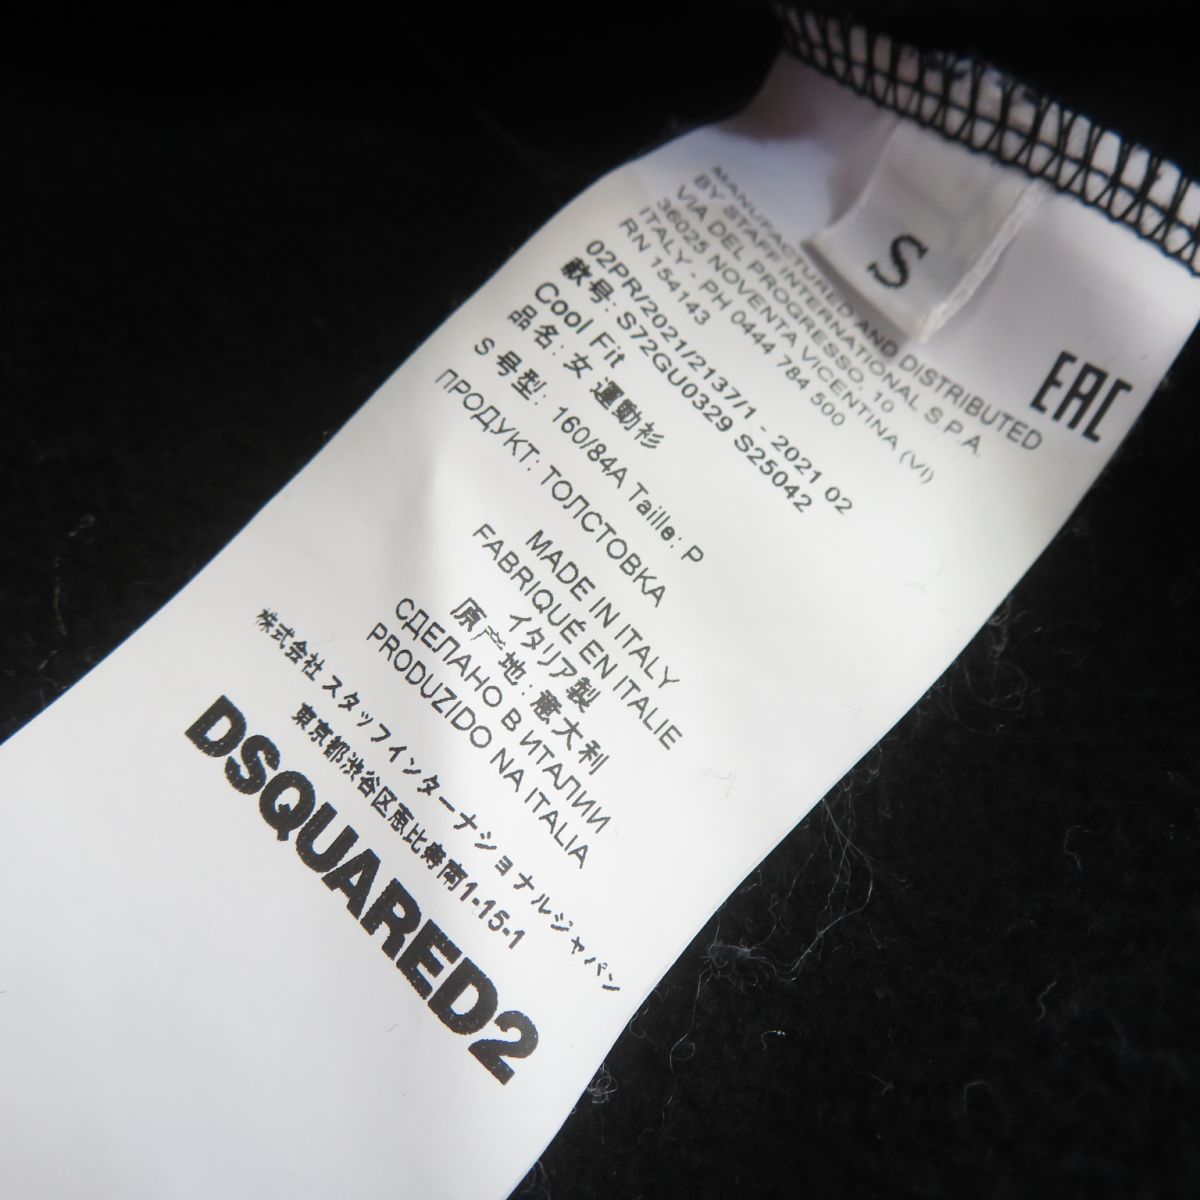 S
EAC
MANUFACTURED AND DISTRIBUTED
BY STAFF INTERNATIONAL S.P.A.
VIA DEL PROGRESSO, 10
36025 NOVENTA VICENTINA (VI)
ITALY - PH 0444 784 500
RN 154143
02PR/2021/2137/1 - 2021 02
款号: S72GU0329 S25042
Cool Fit
品名: 女 運動衫
S 号型: 160/84A Taille: P
ПРОДУКТ: ТОЛСТОВКА
MADE IN ITALY
FABRIQUÉ EN ITALIE
イタリア製
原产地: 意大利
СДЕЛАНО В ИТАЛИИ
PRODUZIDO NA ITALIA
株式会社 スタッフインターナショナルジャパン
東京都渋谷区恵比寿南1-15-1
DSQUARED2